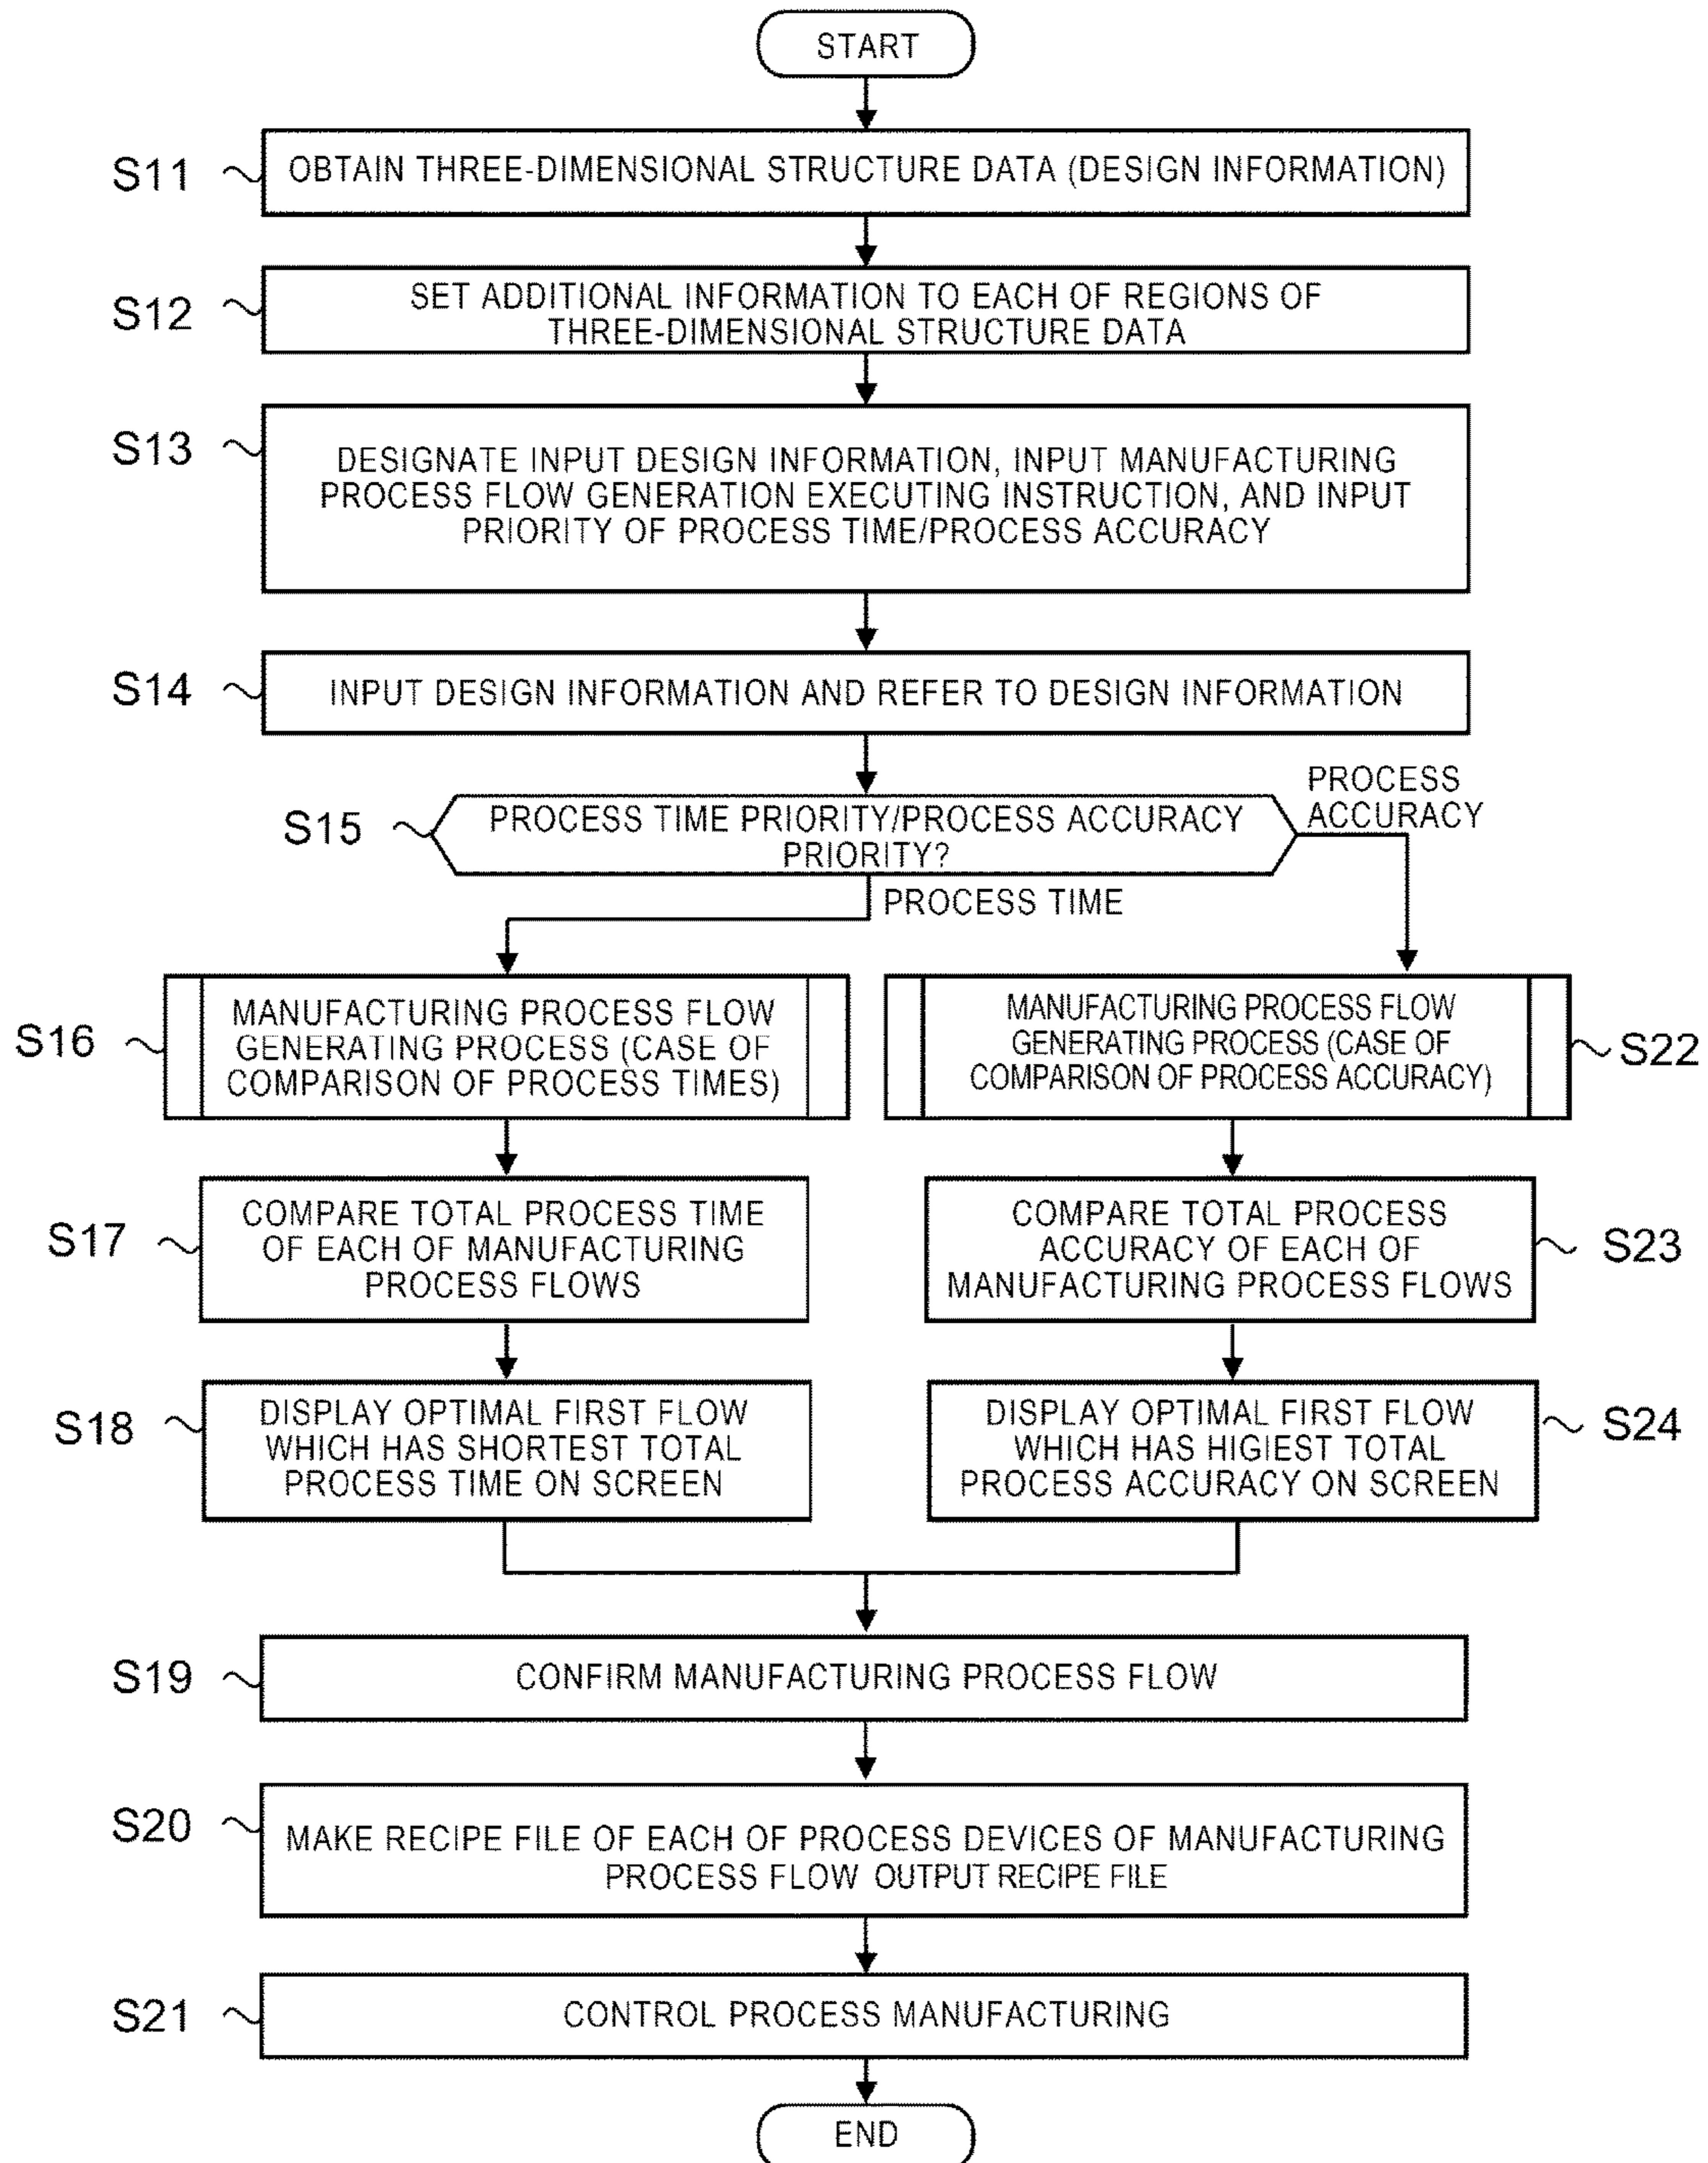 START
S11
OBTAIN THREE-DIMENSIONAL STRUCTURE DATA (DESIGN INFORMATION)
S12
SET ADDITIONAL INFORMATION TO EACH OF REGIONS OF
THREE-DIMENSIONAL STRUCTURE DATA
S13
DESIGNATE INPUT DESIGN INFORMATION, INPUT MANUFACTURING
PROCESS FLOW GENERATION EXECUTING INSTRUCTION, AND INPUT
PRIORITY OF PROCESS TIME/PROCESS ACCURACY
S14
INPUT DESIGN INFORMATION AND REFER TO DESIGN INFORMATION
S15
PROCESS TIME PRIORITY/PROCESS ACCURACY
PRIORITY?
PROCESS
ACCURACY
PROCESS TIME
S16
MANUFACTURING PROCESS FLOW
GENERATING PROCESS (CASE OF
COMPARISON OF PROCESS TIMES)
MANUFACTURING PROCESS FLOW
GENERATING PROCESS (CASE OF
COMPARISON OF PROCESS ACCURACY)
S22
S17
COMPARE TOTAL PROCESS TIME
OF EACH OF MANUFACTURING
PROCESS FLOWS
COMPARE TOTAL PROCESS
ACCURACY OF EACH OF
MANUFACTURING PROCESS FLOWS
S23
S18
DISPLAY OPTIMAL FIRST FLOW
WHICH HAS SHORTEST TOTAL
PROCESS TIME ON SCREEN
DISPLAY OPTIMAL FIRST FLOW
WHICH HAS HIGIEST TOTAL
PROCESS ACCURACY ON SCREEN
S24
S19
CONFIRM MANUFACTURING PROCESS FLOW
S20
MAKE RECIPE FILE OF EACH OF PROCESS DEVICES OF MANUFACTURING
PROCESS FLOW OUTPUT RECIPE FILE
S21
CONTROL PROCESS MANUFACTURING
END